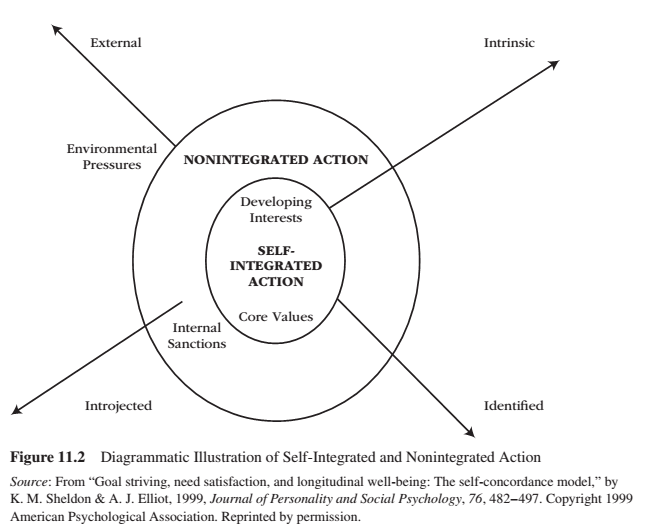 External
Intrinsic
Environmental
Pressures
NONINTEGRATED ACTION
Developing
Interests
SELF-
INTEGRATED
ACTION
Core Values
Internal
Sanctions
Introjected
Identified
Figure 11.2 Diagrammatic Illustration of Self-Integrated and Nonintegrated Action
Source: From “Goal striving, need satisfaction, and longitudinal well-being: The self-concordance model,” by
K. M. Sheldon & A. J. Elliot, 1999, Journal of Personality and Social Psychology, 76, 482–497. Copyright 1999
American Psychological Association. Reprinted by permission.